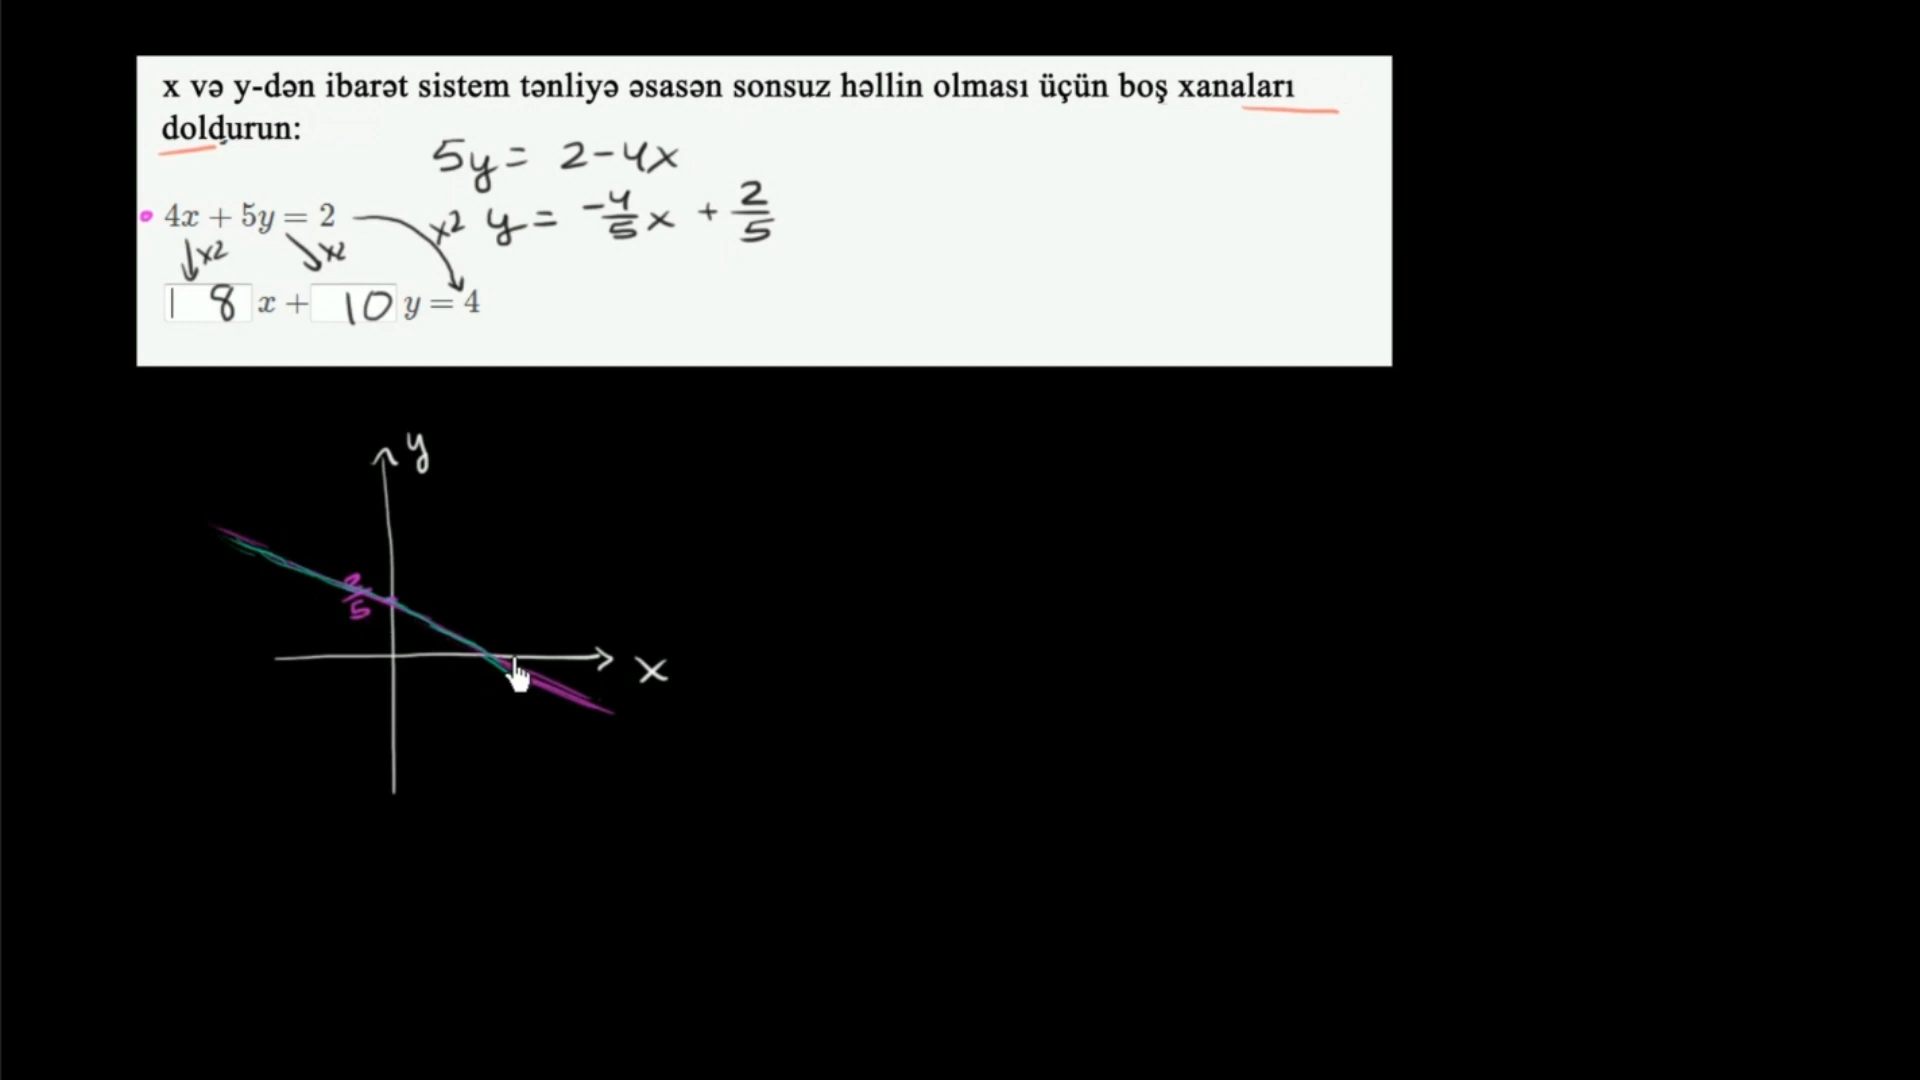 x və y-dən ibarət sistem tənliyə əsasən sonsuz həllin olması üçün boş xanaları
doldurun:
5y = 2-4x
4x + 5y = 2
x2 y = -4/5 x + 2/5
x2 x2
8 x + 10 y = 4
y
2/5
x